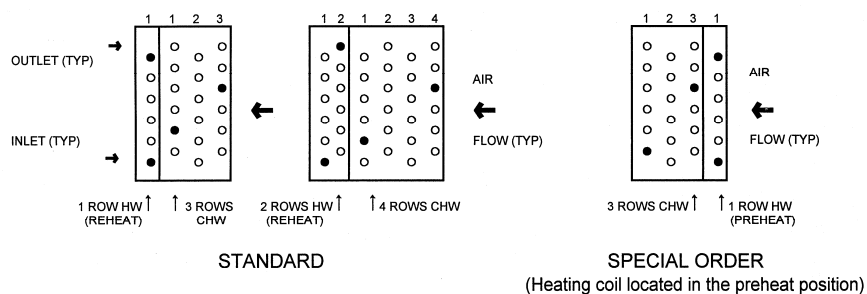 1 1 2 3
1 2 1 2 3 4
1 2 3 1
OUTLET (TYP)
INLET (TYP)
AIR
FLOW (TYP)
AIR
FLOW (TYP)
1 ROW HW
(REHEAT)
3 ROWS
CHW
2 ROWS HW
(REHEAT)
4 ROWS CHW
3 ROWS CHW
1 ROW HW
(PREHEAT)
STANDARD
SPECIAL ORDER
(Heating coil located in the preheat position)